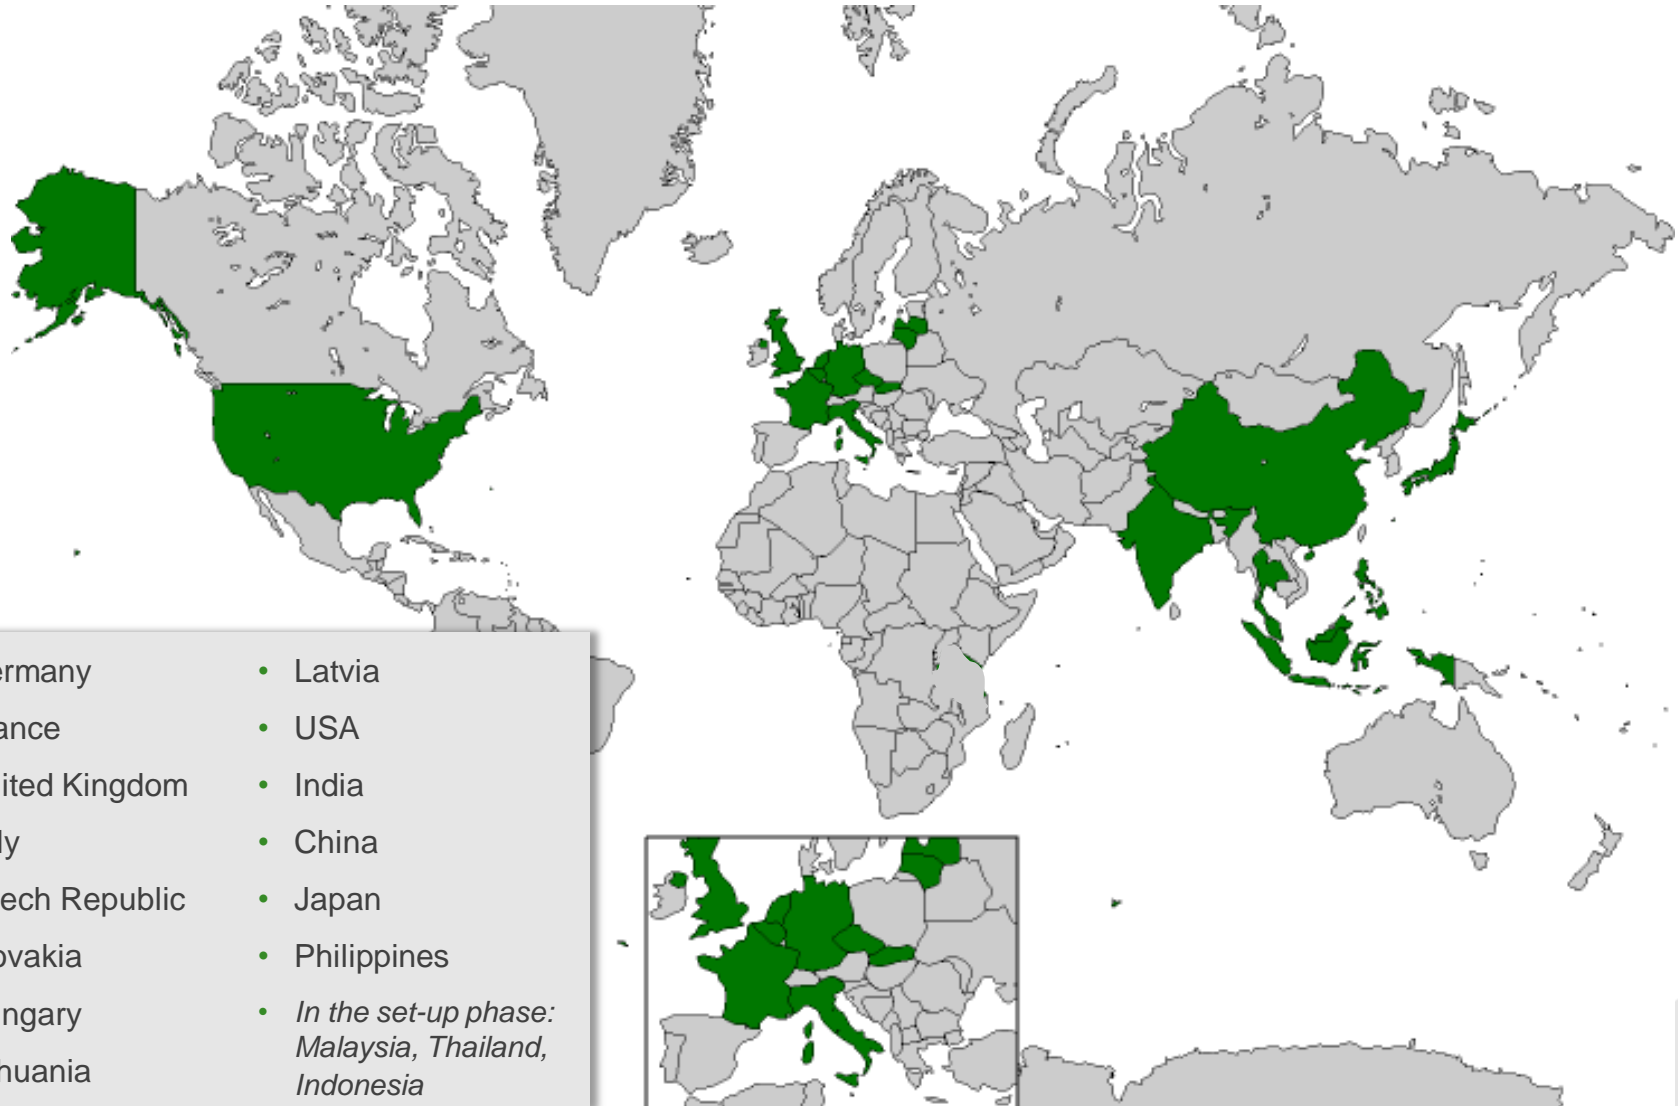 ermany
ance
ited Kingdom
ly
ech Republic
ovakia
ngary
huania
• Latvia
• USA
• India
• China
• Japan
• Philippines
• In the set-up phase:
Malaysia, Thailand,
Indonesia